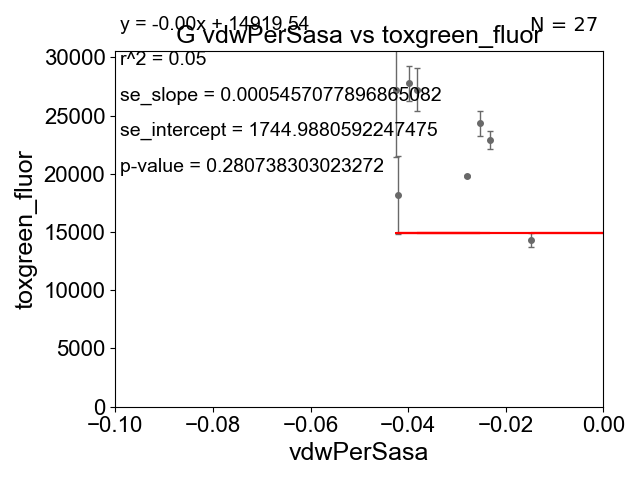 y = -0.00x + 14919.54
N = 27
G vdwPerSasa vs toxgreen_fluor
r^2 = 0.05
se_slope = 0.0005457077896865082
se_intercept = 1744.9880592247475
p-value = 0.280738303023272
toxgreen_fluor
30000
25000
20000
15000
10000
5000
0
−0.10
−0.08
−0.06
−0.04
−0.02
0.00
vdwPerSasa